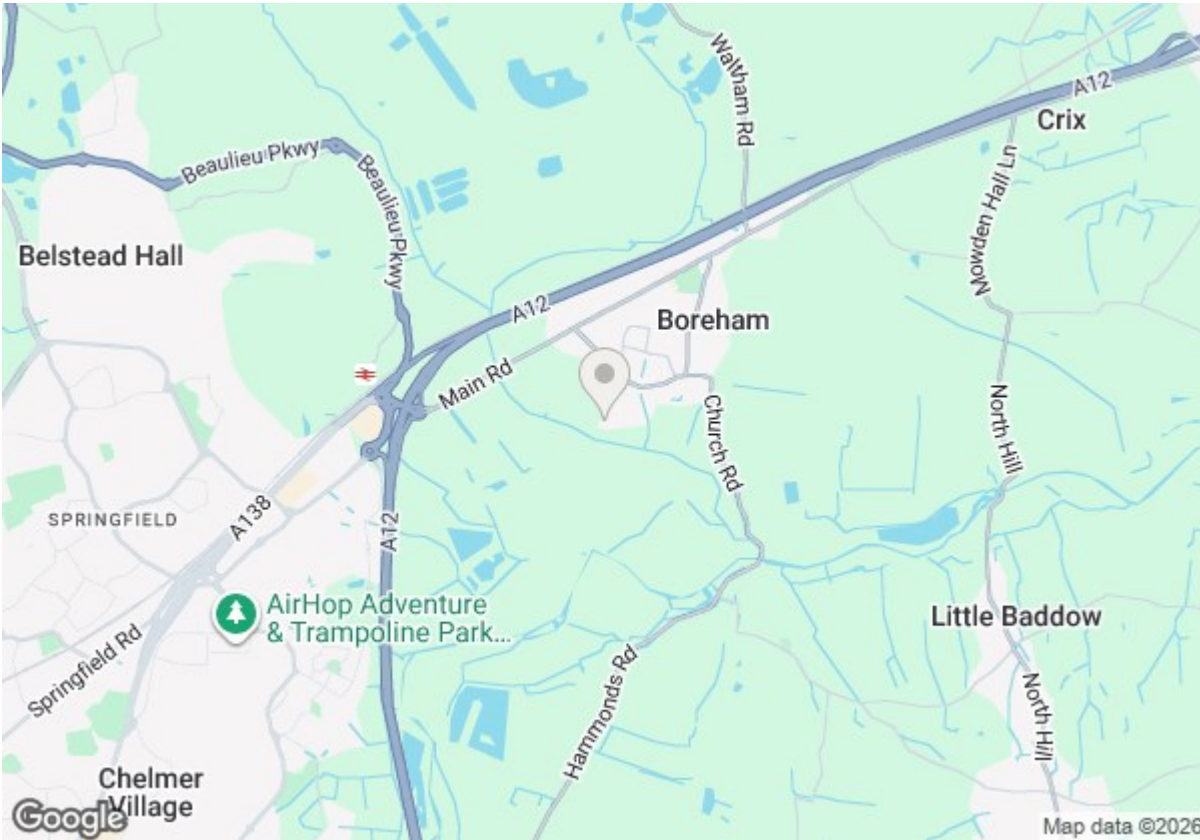 Waltham Rd
A12
Crix
Beaulieu Pkwy
Beaulieu Pkwy
Mowden Hall Ln
Belstead Hall
A12
Boreham
Main Rd
Church Rd
North Hill
SPRINGFIELD
A138
A12
AirHop Adventure
& Trampoline Park...
Little Baddow
Springfield Rd
Hammonds Rd
North Hill
Chelmer
Village
Google
Map data ©2026